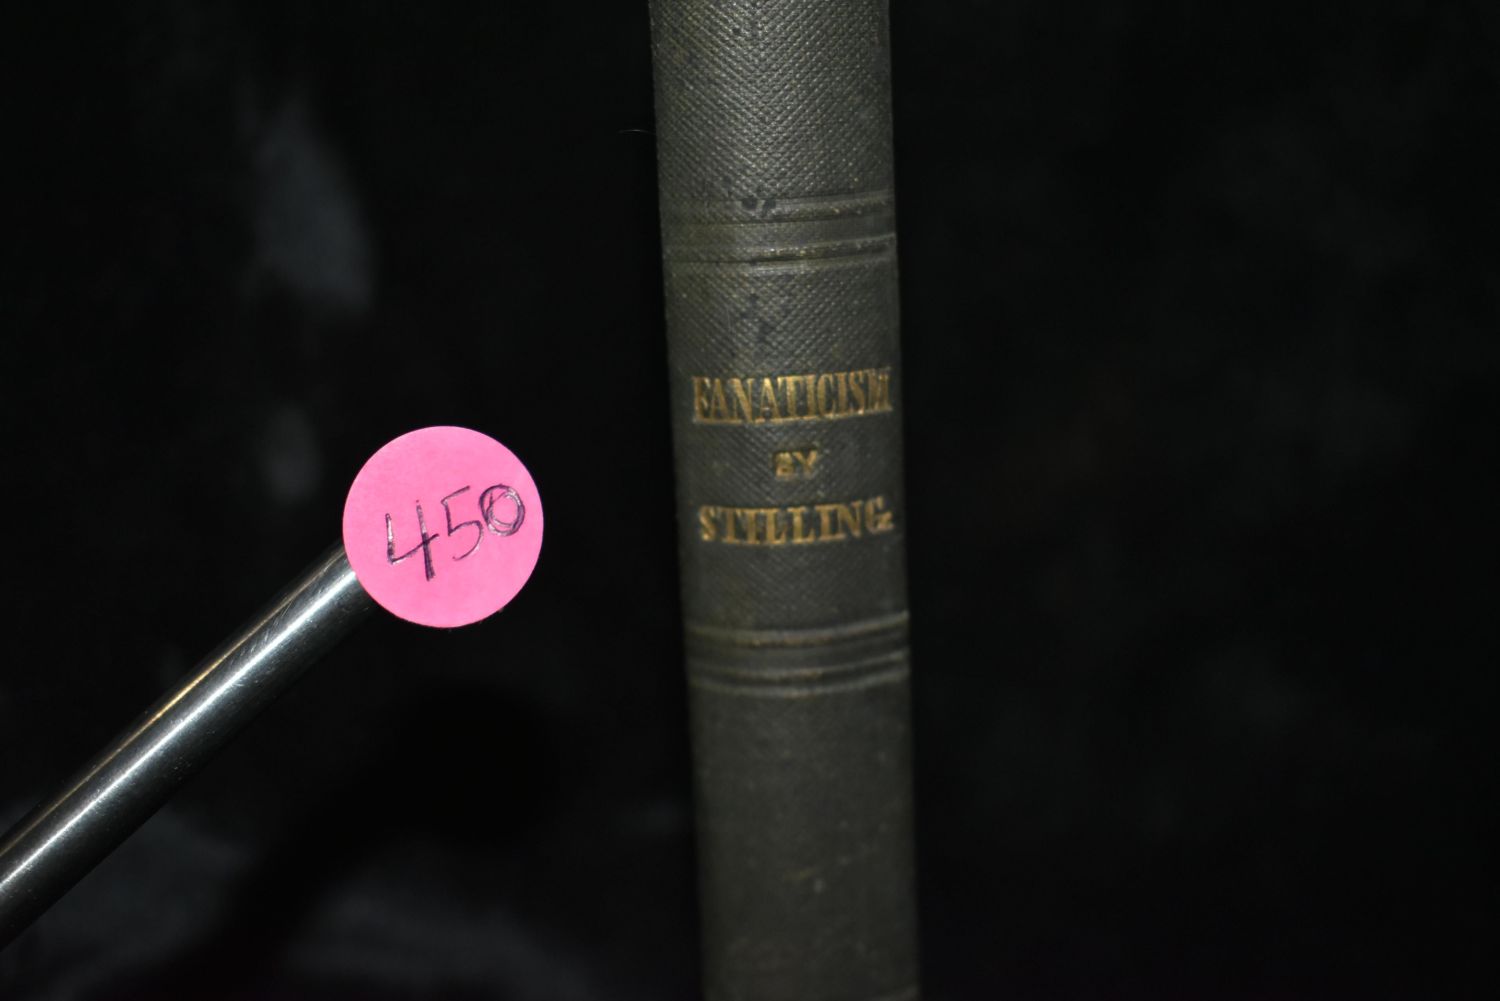 450
FANATICISM
BY
STILLING.